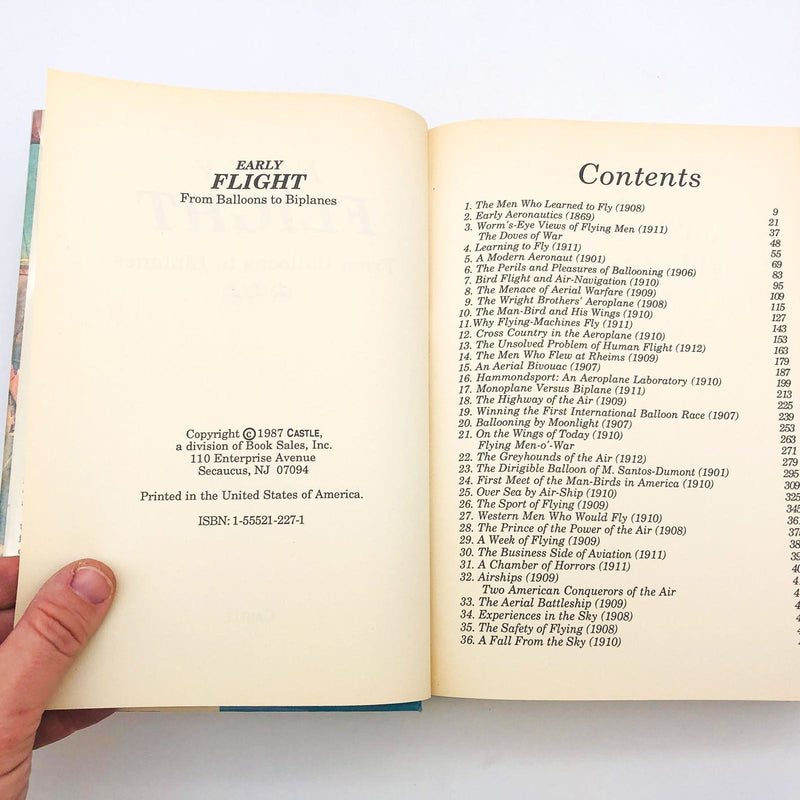 EARLY
FLIGHT
From Balloons to Biplanes
Copyright © 1987 CASTLE,
a division of Book Sales, Inc.
110 Enterprise Avenue
Secaucus, NJ 07094
Printed in the United States of America.
ISBN: 1-55521-227-1
Contents
1. The Men Who Learned to Fly (1908) 9
2. Early Aeronautics (1869) 21
3. Worm's-Eye Views of Flying Men (1911) 37
The Doves of War
4. Learning to Fly (1911) 48
5. A Modern Aeronaut (1901) 55
6. The Perils and Pleasures of Ballooning (1906) 69
7. Bird Flight and Air-Navigation (1910) 83
8. The Menace of Aerial Warfare (1909) 95
9. The Wright Brothers' Aeroplane (1908) 109
10. The Man-Bird and His Wings (1910) 115
11. Why Flying-Machines Fly (1911) 127
12. Cross Country in the Aeroplane (1910) 143
13. The Unsolved Problem of Human Flight (1912) 153
14. The Men Who Flew at Rheims (1909) 163
15. An Aerial Bivouac (1907) 179
16. Hammondsport: An Aeroplane Laboratory (1910) 187
17. Monoplane Versus Biplane (1911) 199
18. The Highway of the Air (1909) 213
19. Winning the First International Balloon Race (1907) 225
20. Ballooning by Moonlight (1907) 239
21. On the Wings of Today (1910) 253
Flying Men-o'-War
22. The Greyhounds of the Air (1912) 263
23. The Dirigible Balloon of M. Santos-Dumont (1901) 271
24. First Meet of the Man-Birds in America (1910) 279
25. Over Sea by Air-Ship (1910) 295
26. The Sport of Flying (1909) 309
27. Western Men Who Would Fly (1910) 325
28. The Prince of the Power of the Air (1908) 345
29. A Week of Flying (1909)
30. The Business Side of Aviation (1911)
31. A Chamber of Horrors (1911)
32. Airships (1909)
Two American Conquerors of the Air
33. The Aerial Battleship (1909)
34. Experiences in the Sky (1908)
35. The Safety of Flying (1908)
36. A Fall From the Sky (1910)